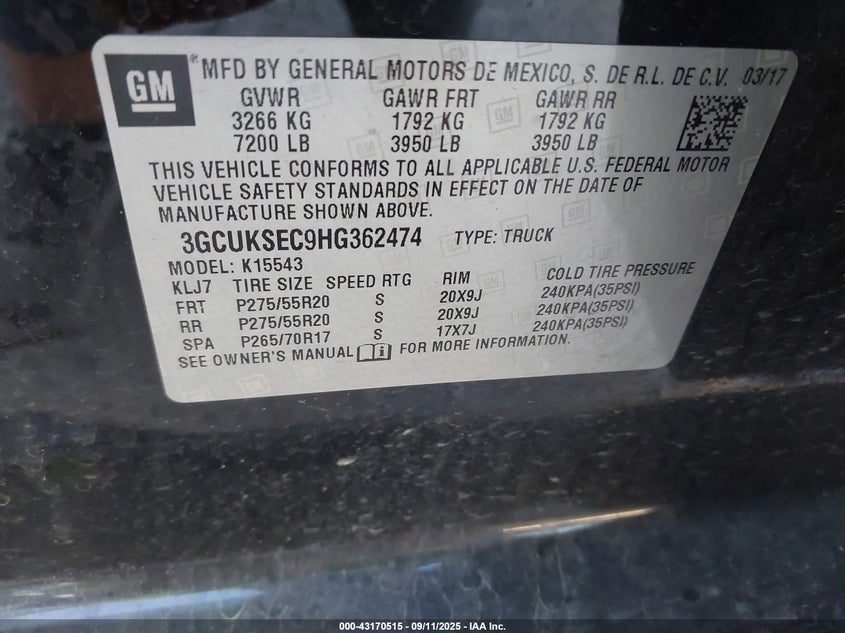 GM ® MFD BY GENERAL MOTORS DE MEXICO, S. DE R.L. DE C.V. 03/17
GVWR GAWR FRT GAWR RR
3266 KG 1792 KG 1792 KG
7200 LB 3950 LB 3950 LB
THIS VEHICLE CONFORMS TO ALL APPLICABLE U.S. FEDERAL MOTOR
VEHICLE SAFETY STANDARDS IN EFFECT ON THE DATE OF
MANUFACTURE SHOWN ABOVE.
3GCUKSEC9HG362474 TYPE: TRUCK
MODEL: K15543
KLJ7 TIRE SIZE SPEED RTG RIM COLD TIRE PRESSURE
FRT P275/55R20 S 20X9J 240KPA(35PSI)
RR P275/55R20 S 20X9J 240KPA(35PSI)
SPA P265/70R17 S 17X7J 240KPA(35PSI)
SEE OWNER'S MANUAL i FOR MORE INFORMATION.
000-43170515 - 09/11/2025 - IAA Inc.